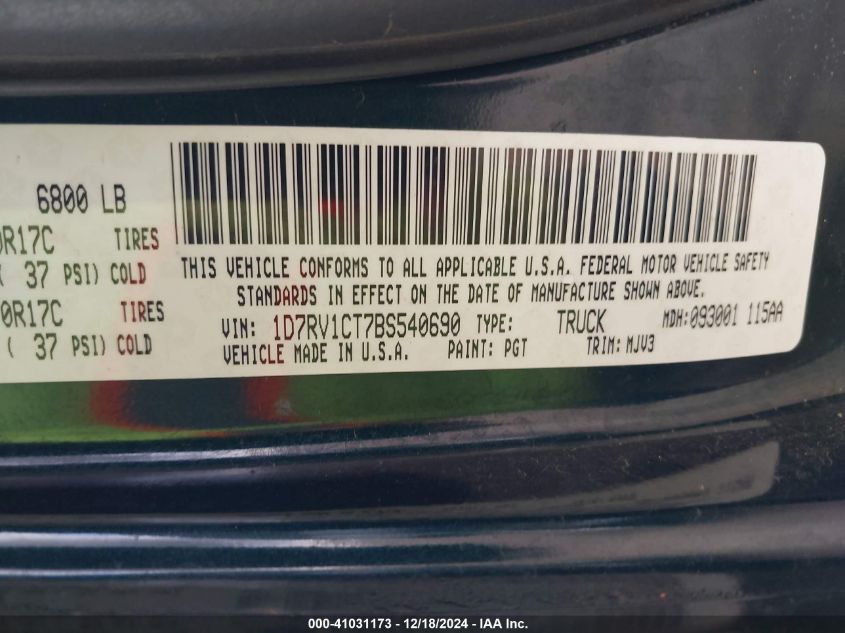 6800 LB
0R17C TIRES
( 37 PSI) COLD
0R17C TIRES
( 37 PSI) COLD
THIS VEHICLE CONFORMS TO ALL APPLICABLE U.S.A. FEDERAL MOTOR VEHICLE SAFETY
STANDARDS IN EFFECT ON THE DATE OF MANUFACTURE SHOWN ABOVE.
VIN: 1D7RV1CT7BS540690 TYPE: TRUCK MDH: 093001 115AA
VEHICLE MADE IN U.S.A. PAINT: PGT TRIM: MJV3
000-41031173 - 12/18/2024 - IAA Inc.